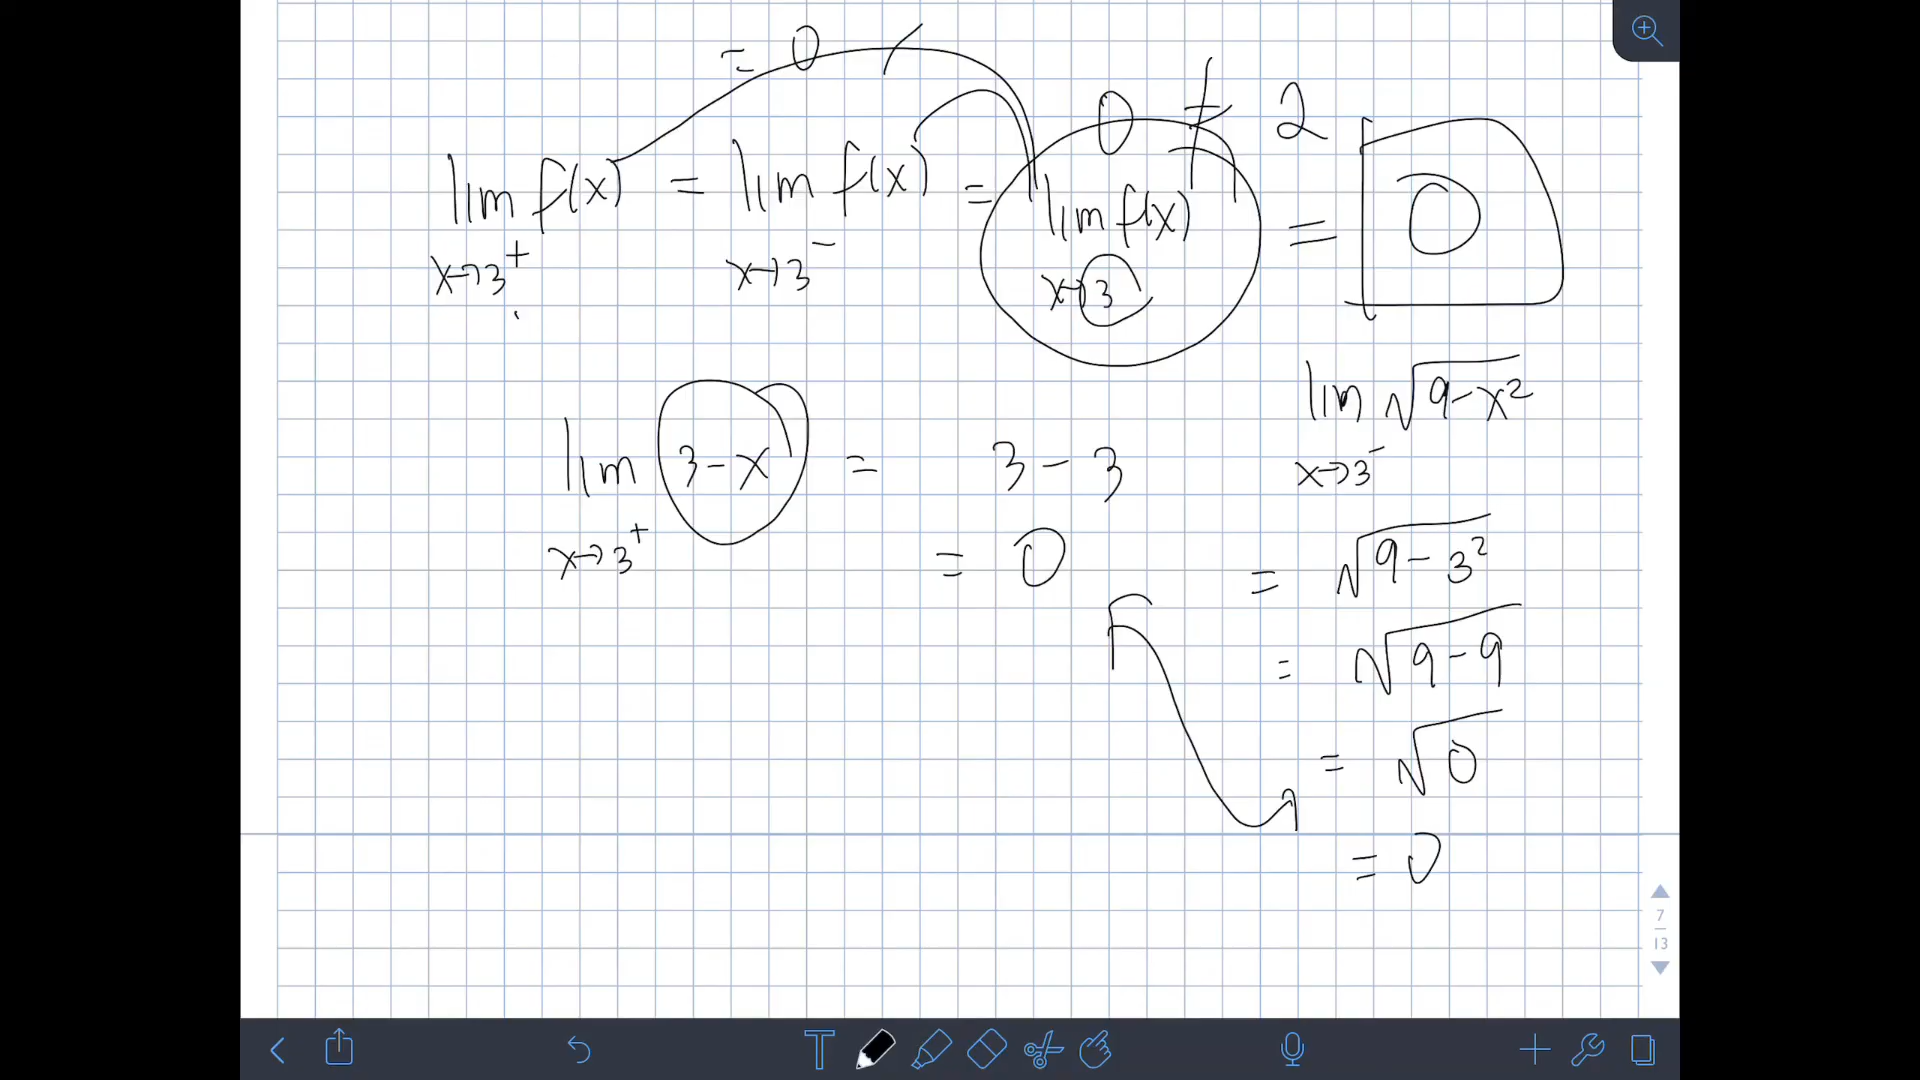 = 0
0 ≠ 2
lim f(x) = lim f(x) = lim f(x) = 0
x→3⁺ x→3⁻ x→3
lim √9-x²
x→3⁻
lim 3-x = 3-3
x→3⁺
= 0
= √9-3²
= √9-9
= √0
= 0
7
13
T